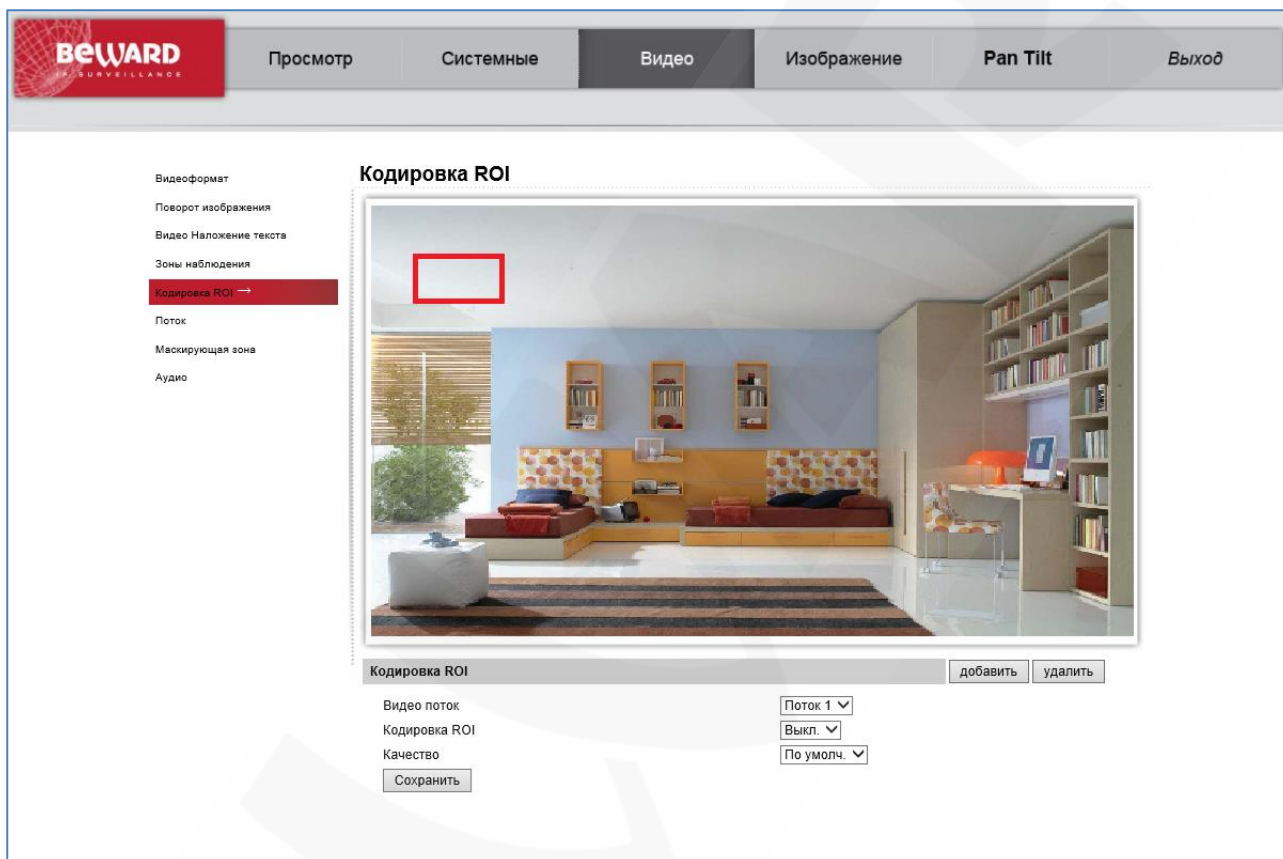 BEWARD
IP SURVEILLANCE
Просмотр
Системные
Видео
Изображение
Pan Tilt
Выход
Видеоформат
Поворот изображения
Видео Наложение текста
Зоны наблюдения
Кодировка ROI →
Поток
Маскирующая зона
Аудио
Кодировка ROI
Кодировка ROI
добавить
удалить
Видео поток
Поток 1
Кодировка ROI
Выкл.
Качество
По умолч.
Сохранить